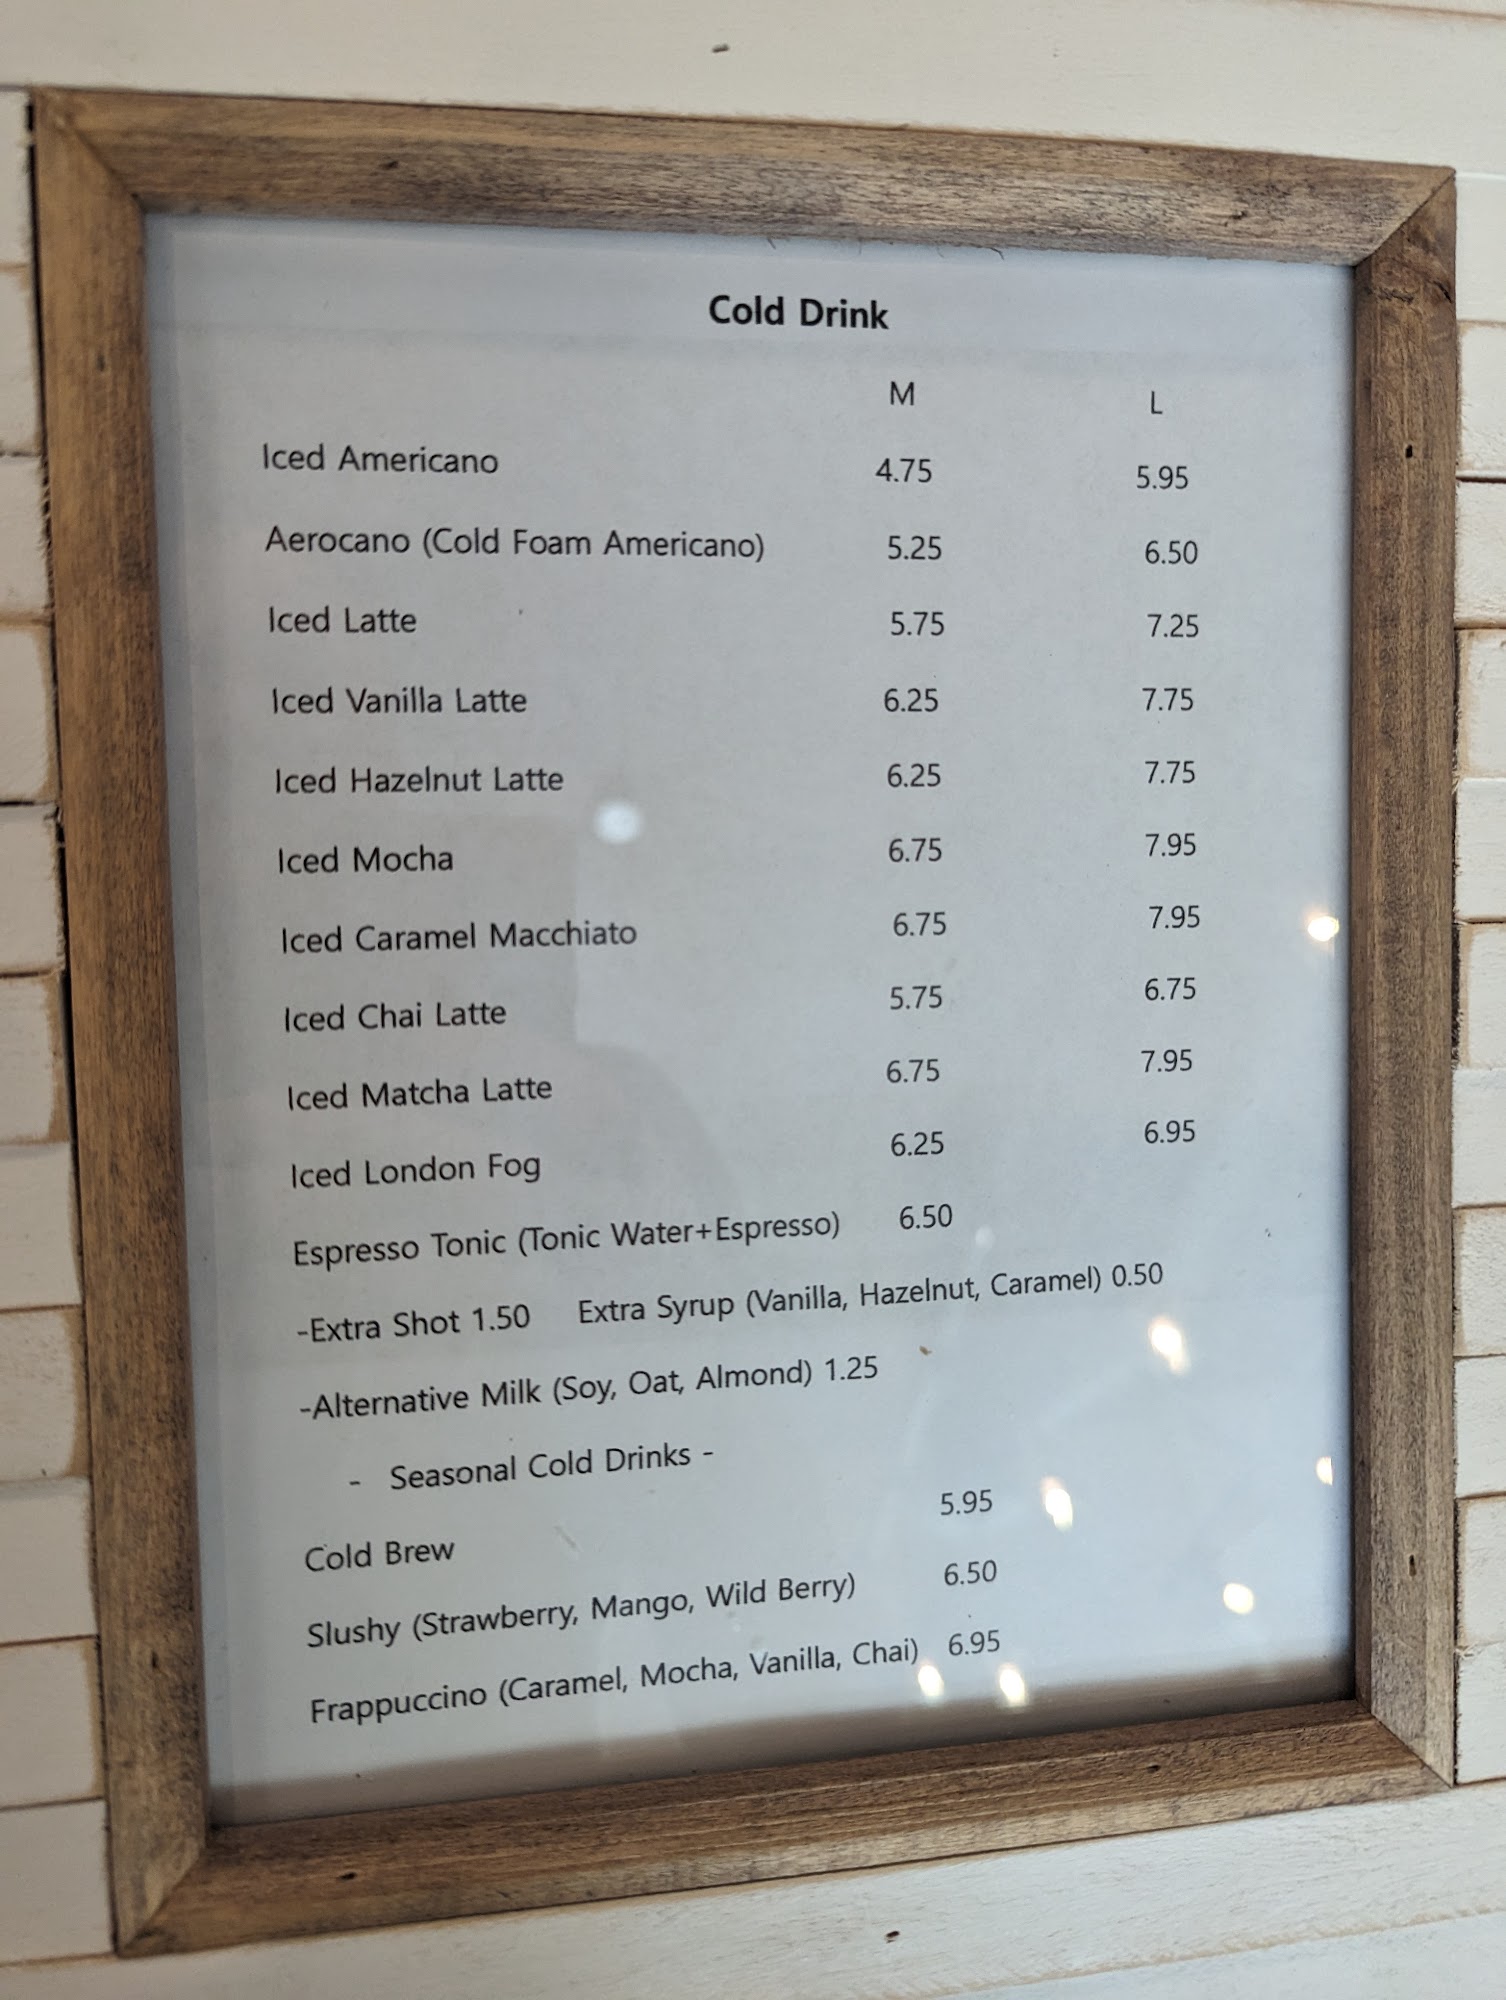 Cold Drink
M L
Iced Americano 4.75 5.95
Aerocano (Cold Foam Americano) 5.25 6.50
Iced Latte 5.75 7.25
Iced Vanilla Latte 6.25 7.75
Iced Hazelnut Latte 6.25 7.75
Iced Mocha 6.75 7.95
Iced Caramel Macchiato 6.75 7.95
Iced Chai Latte 5.75 6.75
Iced Matcha Latte 6.75 7.95
Iced London Fog 6.25 6.95
Espresso Tonic (Tonic Water+Espresso) 6.50
-Extra Shot 1.50 Extra Syrup (Vanilla, Hazelnut, Caramel) 0.50
-Alternative Milk (Soy, Oat, Almond) 1.25
- Seasonal Cold Drinks -
Cold Brew 5.95
Slushy (Strawberry, Mango, Wild Berry) 6.50
Frappuccino (Caramel, Mocha, Vanilla, Chai) 6.95